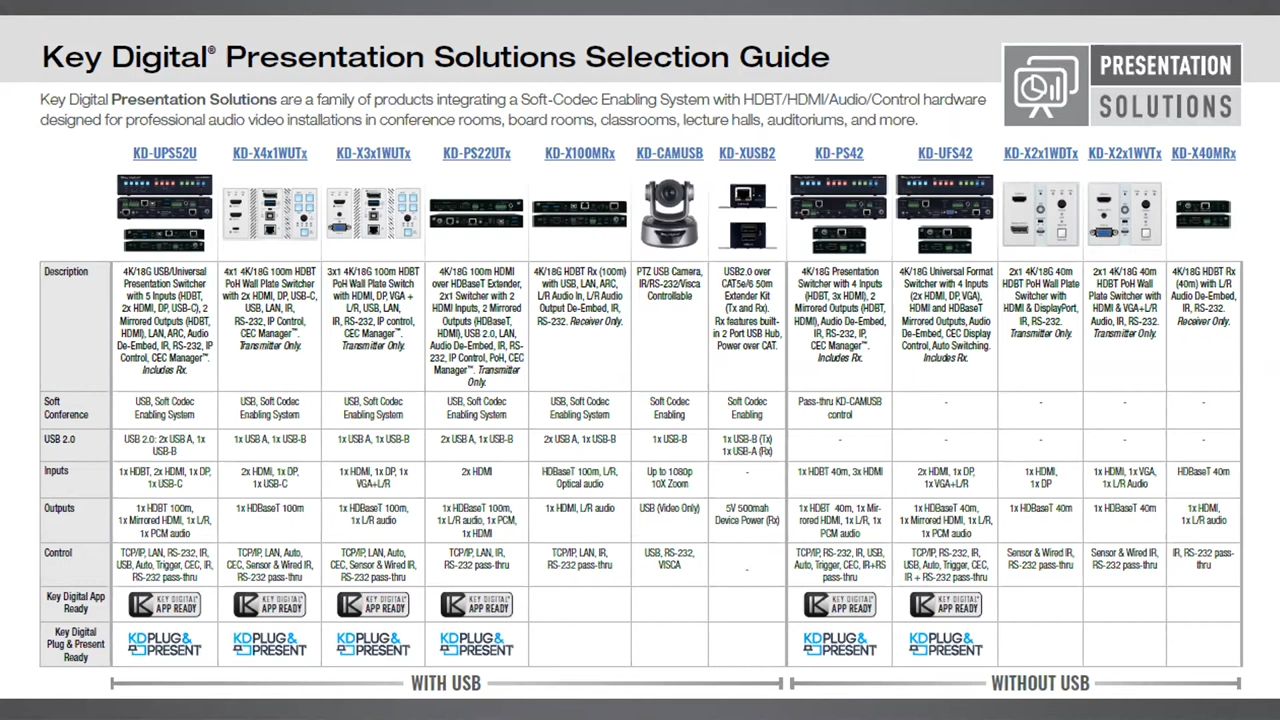 Key Digital® Presentation Solutions Selection Guide
PRESENTATION
SOLUTIONS
Key Digital Presentation Solutions are a family of products integrating a Soft-Codec Enabling System with HDBT/HDMI/Audio/Control hardware
designed for professional audio video installations in conference rooms, board rooms, classrooms, lecture halls, auditoriums, and more.
KD-UPS52U KD-X4x1WUTx KD-X3x1WUTx KD-PS22UTx KD-X100MRx KD-CAMUSB KD-XUSB2 KD-PS42 KD-UFS42 KD-X2x1WDTx KD-X2x1WVTx KD-X40MRx
Description
4K/18G USB/Universal
Presentation Switcher
with 5 Inputs (HDBT,
2x HDMI, DP, USB-C), 2
Mirrored Outputs (HDBT,
HDMI), LAN, ARC, Audio
De-Embed, IR, RS-232, IP
Control, CEC Manager™.
Includes Rx.
4x1 4K/18G 100m HDBT
PoH Wall Plate Switcher
with 2x HDMI, DP, USB-C,
USB, LAN, IR,
RS-232, IP Control,
CEC Manager™
Transmitter Only.
3x1 4K/18G 100m HDBT
PoH Wall Plate Switch
with HDMI, DP, VGA +
L/R, USB, LAN,
IR, RS-232, IP control,
CEC Manager™
Transmitter Only.
4K/18G 100m HDMI
over HDBaseT Extender,
2x1 Switcher with 2
HDMI Inputs, 2 Mirrored
Outputs (HDBaseT,
HDMI), USB 2.0, LAN,
Audio De-Embed, IR, RS-
232, IP Control, PoH, CEC
Manager™. Transmitter
Only.
4K/18G HDBT Rx (100m)
with USB, LAN, ARC,
L/R Audio In, L/R Audio
Output De-Embed, IR,
RS-232. Receiver Only.
PTZ USB Camera,
IR/RS-232/Visca
Controllable
USB2.0 over
CAT5e/6 50m
Extender Kit
(Tx and Rx).
Rx features built-
in 2 Port USB Hub,
Power over CAT.
4K/18G Presentation
Switcher with 4 Inputs
(HDBT, 3x HDMI), 2
Mirrored Outputs (HDBT,
HDMI), Audio De-Embed,
IR, RS-232, IP,
CEC Manager™.
Includes Rx.
4K/18G Universal Format
Switcher with 4 Inputs
(2x HDMI, DP, VGA),
HDMI and HDBaseT
Mirrored Outputs, Audio
De-Embed, CEC Display
Control, Auto Switching.
Includes Rx.
2x1 4K/18G 40m
HDBT PoH Wall Plate
Switcher with
HDMI & DisplayPort,
IR, RS-232.
Transmitter Only.
2x1 4K/18G 40m
HDBT PoH Wall
Plate Switcher with
HDMI & VGA+L/R
Audio, IR, RS-232.
Transmitter Only.
4K/18G HDBT Rx
(40m) with L/R
Audio De-Embed,
IR, RS-232.
Receiver Only.
Soft
Conference
USB, Soft Codec
Enabling System
USB, Soft Codec
Enabling System
USB, Soft Codec
Enabling System
USB, Soft Codec
Enabling System
USB, Soft Codec
Enabling System
Soft Codec
Enabling
Soft Codec
Enabling
Pass-thru KD-CAMUSB
control
- - - -
USB 2.0
USB 2.0: 2x USB A, 1x
USB-B
1x USB A, 1x USB-B
1x USB A, 1x USB-B
2x USB A, 1x USB-B
2x USB A, 1x USB-B
1x USB-B
1x USB-B (Tx)
1x USB-A (Rx)
- - - - -
Inputs
1x HDBT, 2x HDMI, 1x DP,
1x USB-C
2x HDMI, 1x DP,
1x USB-C
1x HDMI, 1x DP, 1x
VGA+L/R
2x HDMI
HDBaseT 100m, L/R,
Optical audio
Up to 1080p
10X Zoom
-
1x HDBT 40m, 3x HDMI
2x HDMI, 1x DP,
1x VGA+L/R
1x HDMI,
1x DP
1x HDMI, 1x VGA,
1x L/R Audio
HDBaseT 40m
Outputs
1x HDBT 100m,
1x Mirrored HDMI, 1x L/R,
1x PCM audio
1x HDBaseT 100m
1x HDBaseT 100m,
1x L/R audio
1x HDBaseT 100m,
1x L/R audio, 1x PCM,
1x HDMI
1x HDMI, L/R audio
USB (Video Only)
5V 500mah
Device Power (Rx)
1x HDBT 40m, 1x Mir-
rored HDMI, 1x L/R, 1x
PCM audio
1x HDBaseT 40m,
1x Mirrored HDMI, 1x L/R,
1x PCM audio
1x HDBaseT 40m
1x HDBaseT 40m
1x HDMI,
1x L/R audio
Control
TCP/IP, LAN, RS-232, IR,
USB, Auto, Trigger, CEC, IR,
RS-232 pass-thru
TCP/IP, LAN, Auto,
CEC, Sensor & Wired IR,
RS-232 pass-thru
TCP/IP, LAN, Auto,
CEC, Sensor & Wired IR,
RS-232 pass-thru
TCP/IP, LAN, IR,
RS-232 pass-thru
TCP/IP, LAN, IR,
RS-232 pass-thru
USB, RS-232,
VISCA
-
TCP/IP, RS-232, IR, USB,
Auto, Trigger, CEC, IR+RS
pass-thru
TCP/IP, RS-232, IR,
USB, Auto, Trigger, CEC,
IR + RS-232 pass-thru
Sensor & Wired IR,
RS-232 pass-thru
Sensor & Wired IR,
RS-232 pass-thru
IR, RS-232 pass-
thru
Key Digital App
Ready
KEY DIGITAL®
APP READY
KEY DIGITAL®
APP READY
KEY DIGITAL®
APP READY
KEY DIGITAL®
APP READY
KEY DIGITAL®
APP READY
KEY DIGITAL®
APP READY
Key Digital
Plug & Present
Ready
KD PLUG &
PRESENT
KD PLUG &
PRESENT
KD PLUG &
PRESENT
KD PLUG &
PRESENT
KD PLUG &
PRESENT
KD PLUG &
PRESENT
WITH USB
WITHOUT USB